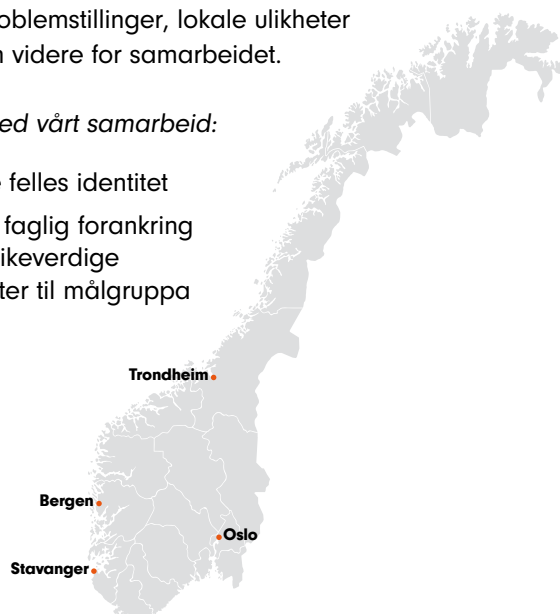 oblemstillinger, lokale ulikheter
videre for samarbeidet.
ed vårt samarbeid:
felles identitet
faglig forankring
ikeverdige
ter til målgruppa
Trondheim
Bergen
Oslo
Stavanger